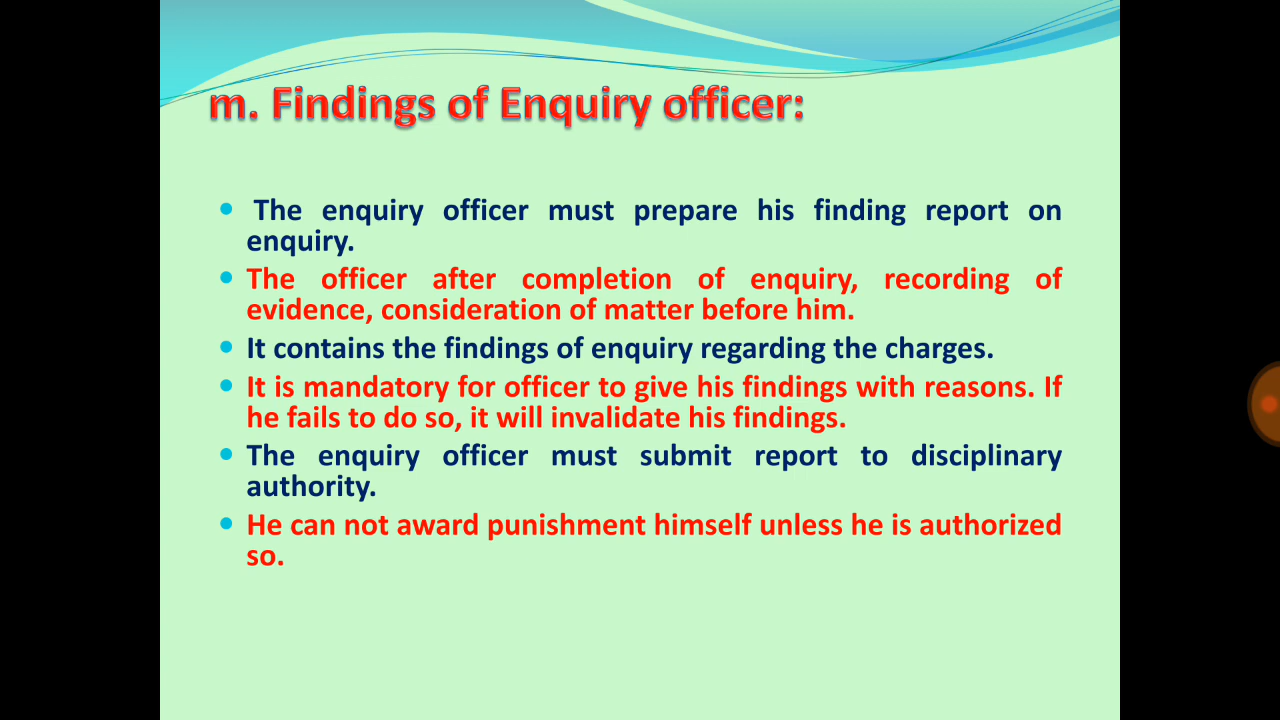 m. Findings of Enquiry officer:
The enquiry officer must prepare his finding report on
enquiry.
The officer after completion of enquiry, recording of
evidence, consideration of matter before him.
It contains the findings of enquiry regarding the charges.
It is mandatory for officer to give his findings with reasons. If
he fails to do so, it will invalidate his findings.
The enquiry officer must submit report to disciplinary
authority.
He can not award punishment himself unless he is authorized
so.